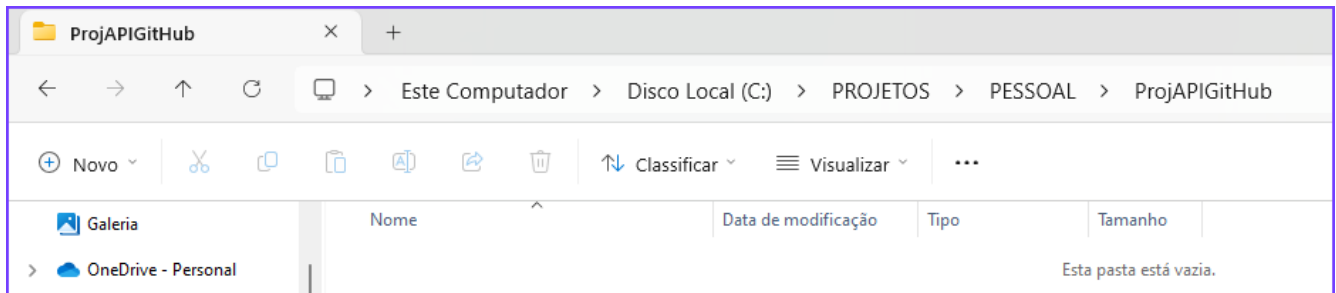 ProjAPIGitHub
Este Computador > Disco Local (C:) > PROJETOS > PESSOAL > ProjAPIGitHub
Novo Classificar Visualizar
Nome Data de modificação Tipo Tamanho
Galeria
OneDrive - Personal
Esta pasta está vazia.